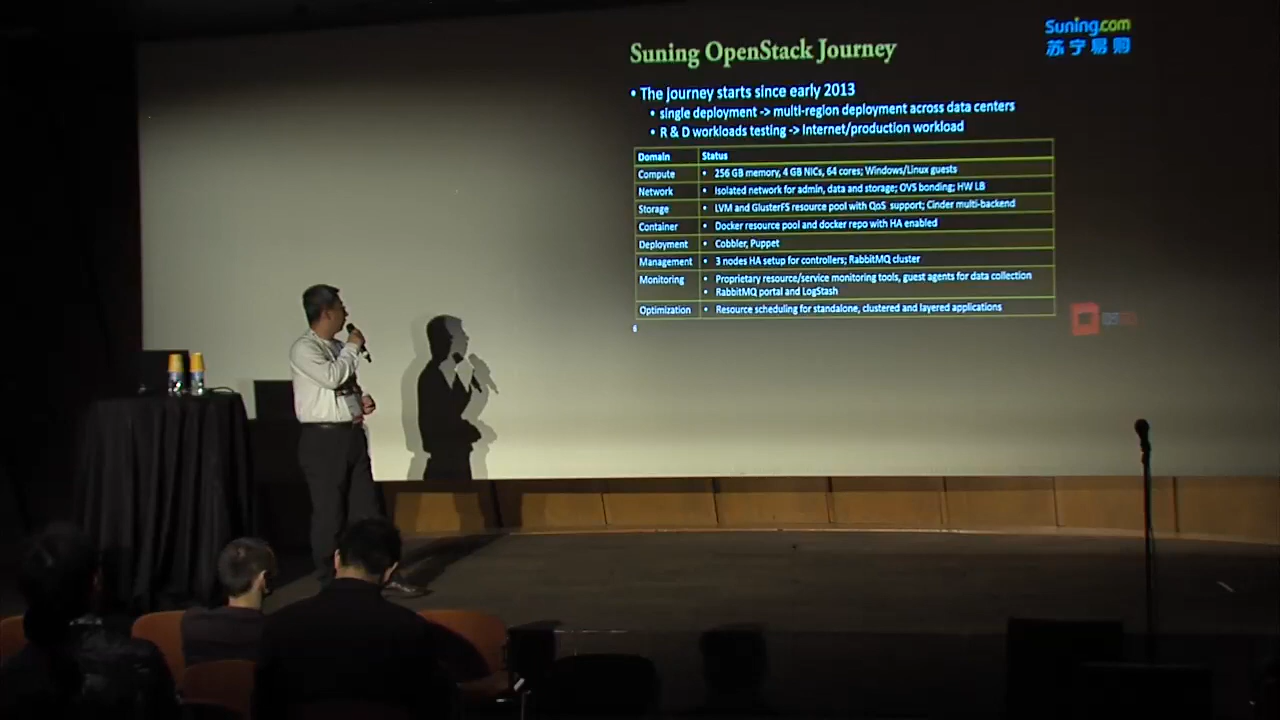 Suning.com
苏宁易购
Suning OpenStack Journey
• The journey starts since early 2013
• single deployment -> multi-region deployment across data centers
• R & D workloads testing -> Internet/production workload
Domain Status
Compute • 256 GB memory, 4 GB NICs, 64 cores; Windows/Linux guests
Network • Isolated network for admin, data and storage; OVS bonding; HW LB
Storage • LVM and GlusterFS resource pool with QoS support; Cinder multi-backend
Container • Docker resource pool and docker repo with HA enabled
Deployment • Cobbler, Puppet
Management • 3 nodes HA setup for controllers; RabbitMQ cluster
Monitoring • Proprietary resource/service monitoring tools, guest agents for data collection
• RabbitMQ portal and LogStash
Optimization • Resource scheduling for standalone, clustered and layered applications
6